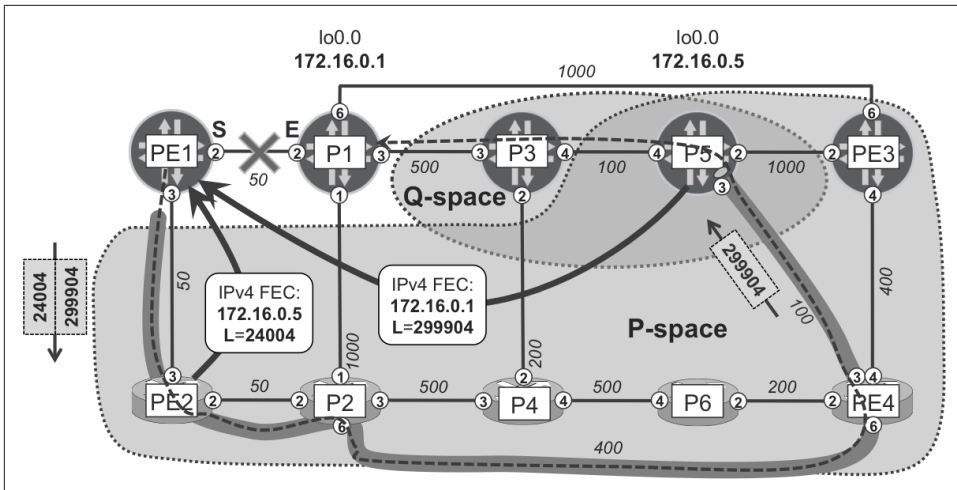 lo0.0
172.16.0.1
lo0.0
172.16.0.5
1000
6
6
S
E
PE1
2
50
2
P1
3
500
3
P3
4
100
4
P5
2
1000
2
PE3
3
1
2
3
4
Q-space
50
IPv4 FEC:
172.16.0.5
L=24004
IPv4 FEC:
172.16.0.1
L=299904
299904
100
400
24004
299904
P-space
1000
200
3
1
2
3
4
PE2
2
50
2
P2
3
500
3
P4
4
500
4
P6
2
200
2
PE4
6
400
6